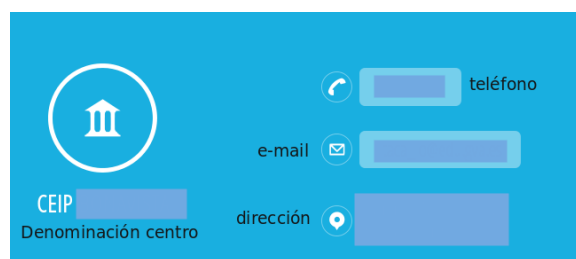 teléfono
e-mail
CEIP
Denominación centro
dirección